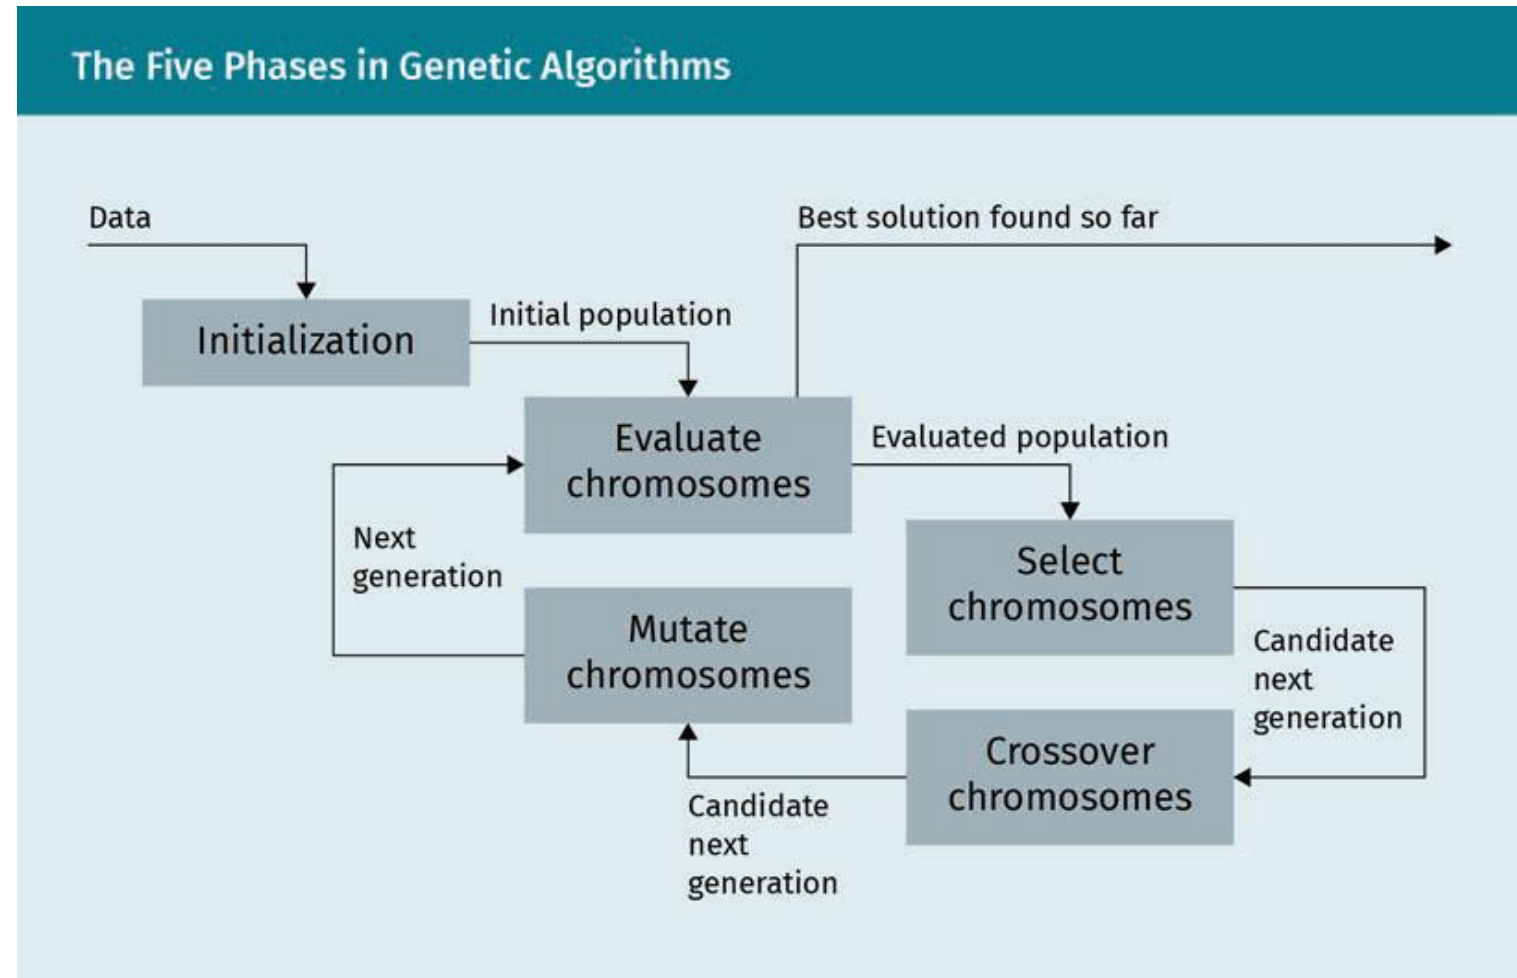 The Five Phases in Genetic Algorithms
Data
Best solution found so far
Initialization
Initial population
Evaluate
chromosomes
Evaluated population
Select
chromosomes
Candidate
next
generation
Crossover
chromosomes
Candidate
next
generation
Mutate
chromosomes
Next
generation